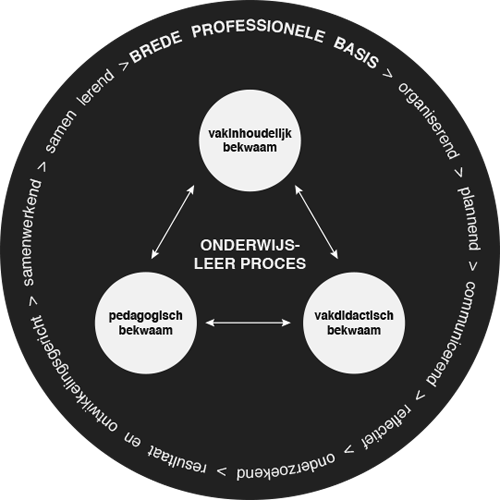 BREDE PROFESSIONELE BASIS > organiserend > plannend > communicerend > reflectief > onderzoekend > resultaat en ontwikkelingsgericht > samenwerkend > samen lerend >
vakinhoudelijk
bekwaam
ONDERWIJS-
LEER PROCES
pedagogisch
bekwaam
vakdidactisch
bekwaam